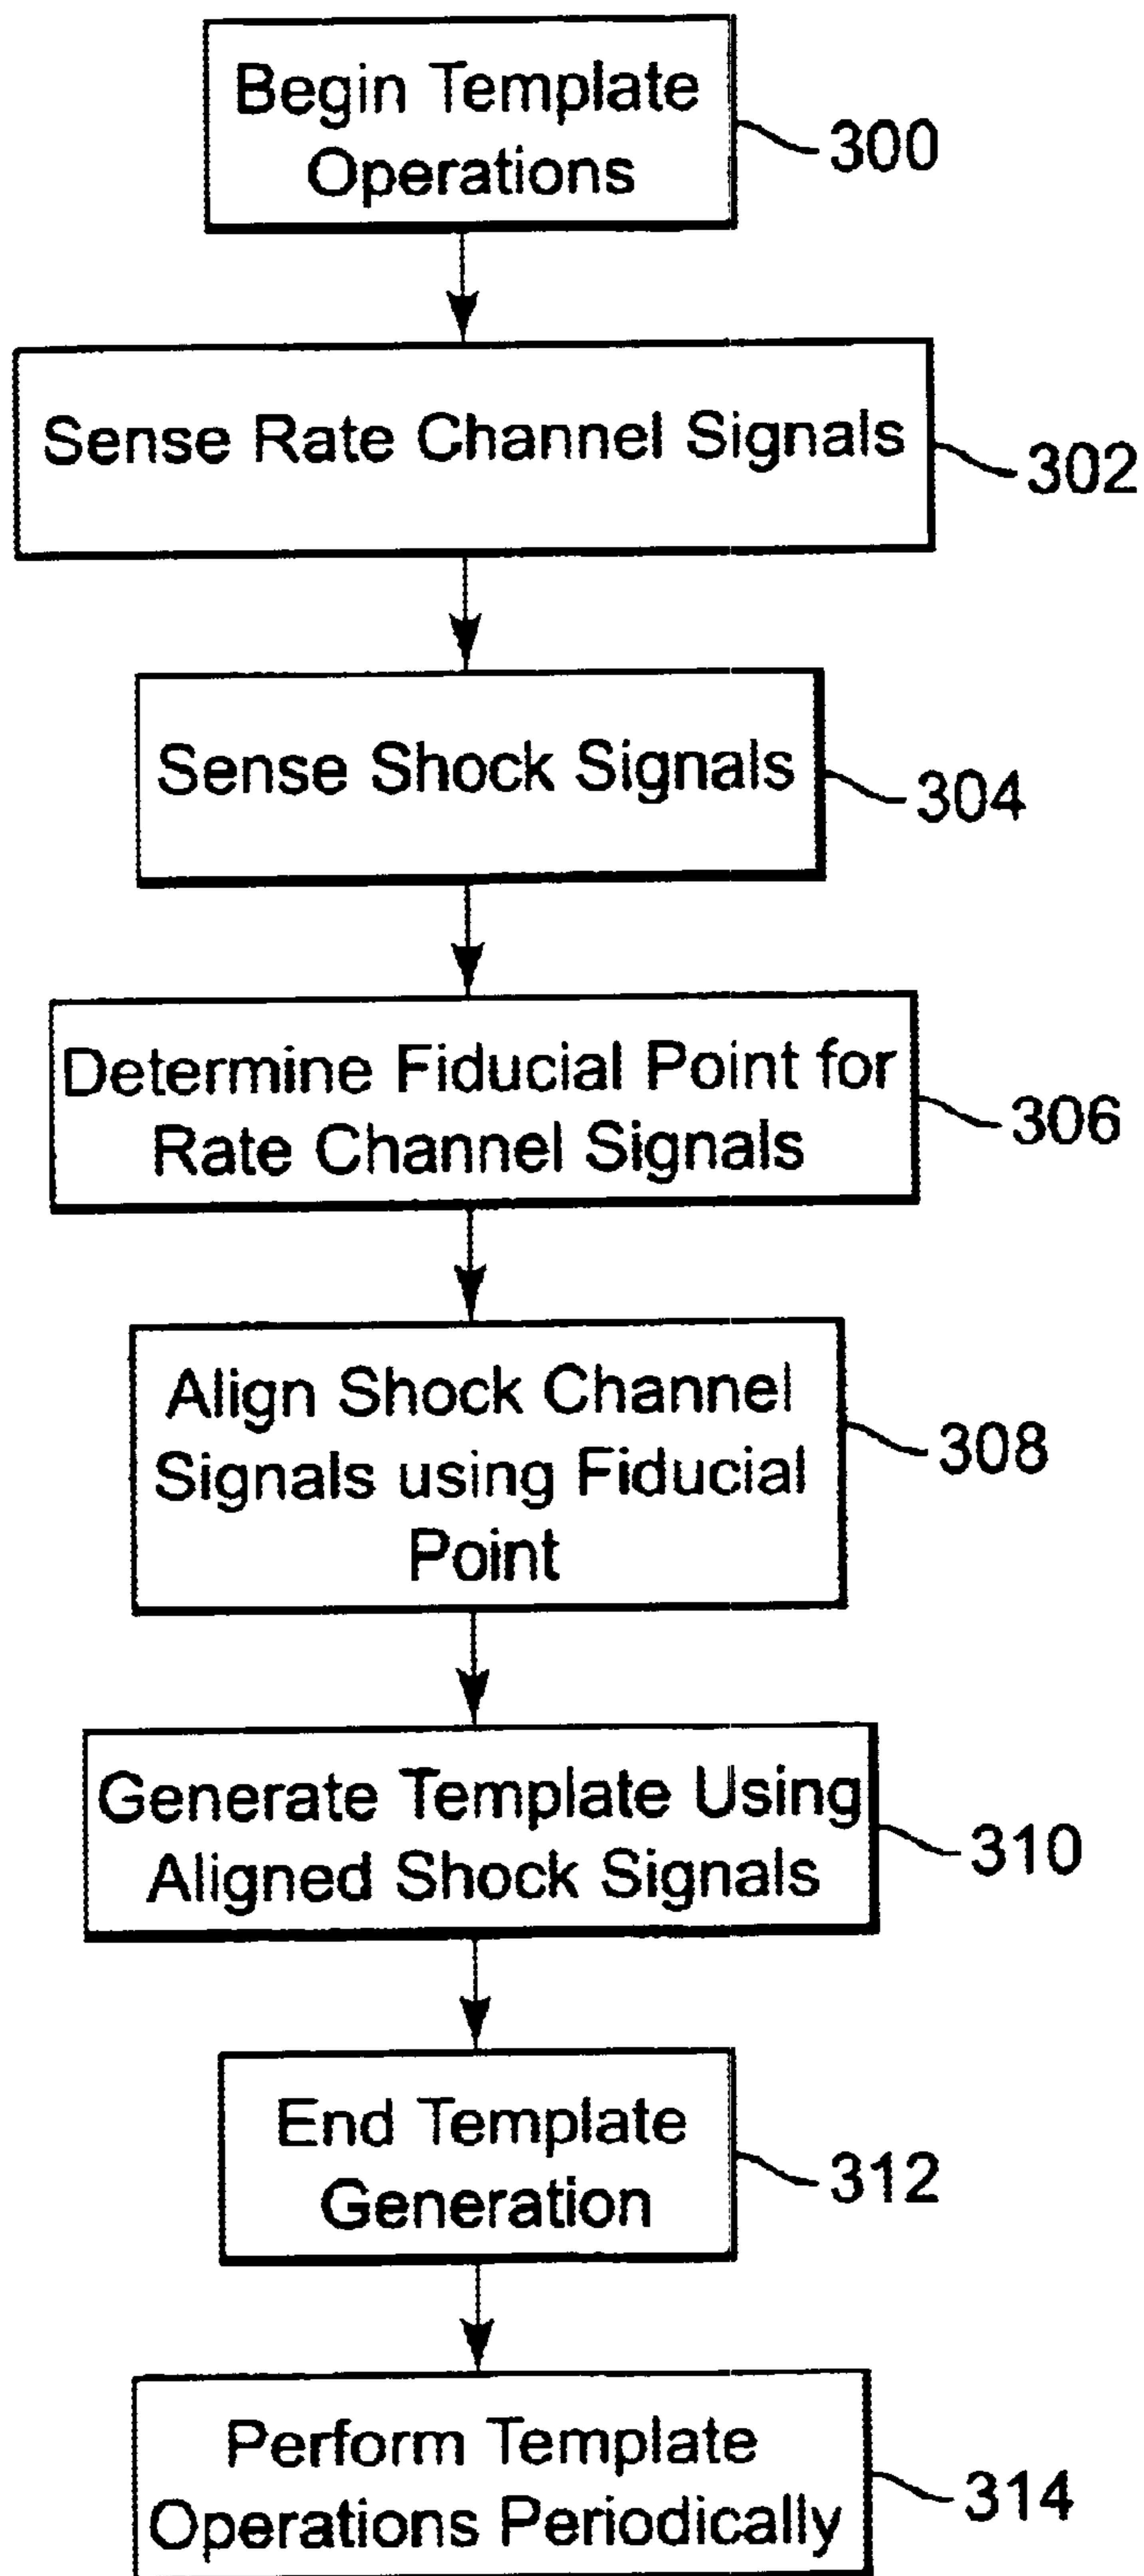 Begin Template
Operations
300
Sense Rate Channel Signals
302
Sense Shock Signals
304
Determine Fiducial Point for
Rate Channel Signals
306
Align Shock Channel
Signals using Fiducial
Point
308
Generate Template Using
Aligned Shock Signals
310
End Template
Generation
312
Perform Template
Operations Periodically
314